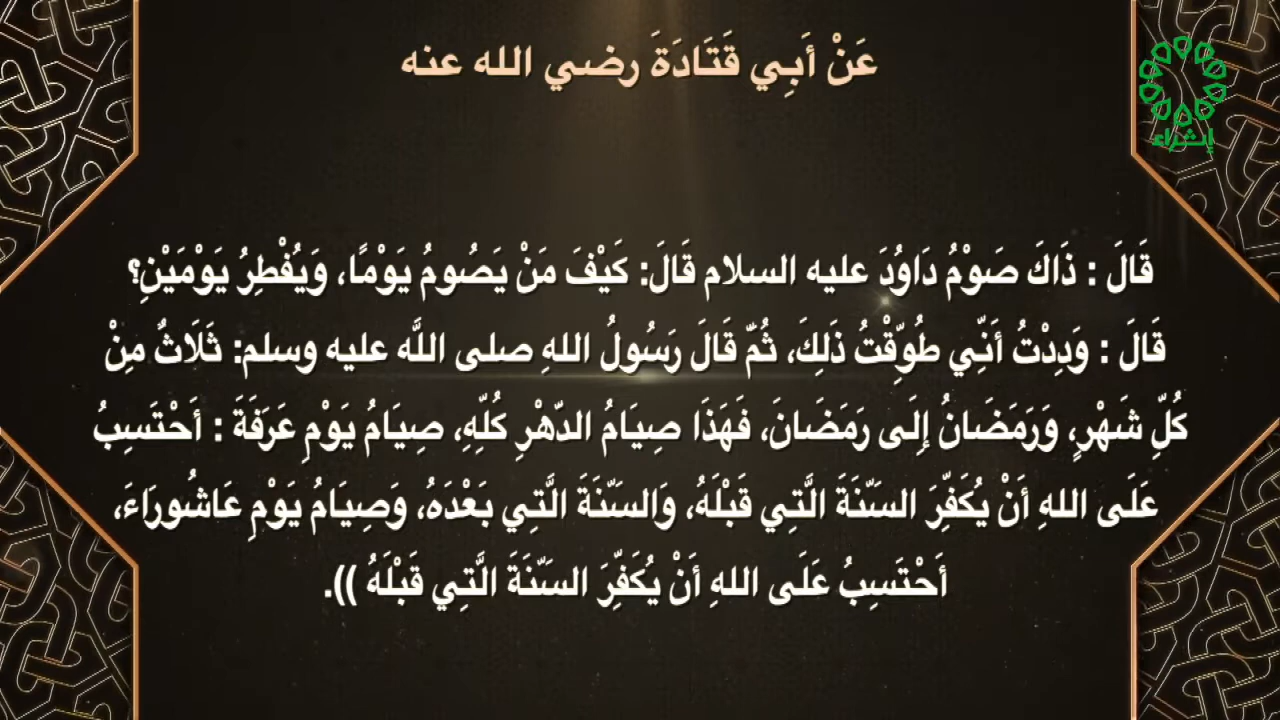 عَنْ أَبِي قَتَادَةَ رضي الله عنه
إثراء
قَالَ : ذَاكَ صَوْمُ دَاوُدَ عليه السلام قَالَ: كَيْفَ مَنْ يَصُومُ يَوْمًا، وَيُفْطِرُ يَوْمَيْنِ؟
قَالَ : وَدِدْتُ أَنّي طُوِّقْتُ ذَلِكَ، ثُمّ قَالَ رَسُولُ اللهِ صلى اللَّه عليه وسلم: ثَلَاثٌ مِنْ
كُلِّ شَهْرٍ، وَرَمَضَانُ إِلَى رَمَضَانَ، فَهَذَا صِيَامُ الدّهْرِ كُلِّهِ، صِيَامُ يَوْمِ عَرَفَةَ : أَحْتَسِبُ
عَلَى اللهِ أَنْ يُكَفِّرَ السّنَةَ الَّتِي قَبْلَهُ، وَالسّنَةَ الَّتِي بَعْدَهُ، وَصِيَامُ يَوْمِ عَاشُورَاءَ،
أَحْتَسِبُ عَلَى اللهِ أَنْ يُكَفِّرَ السّنَةَ الَّتِي قَبْلَهُ )).